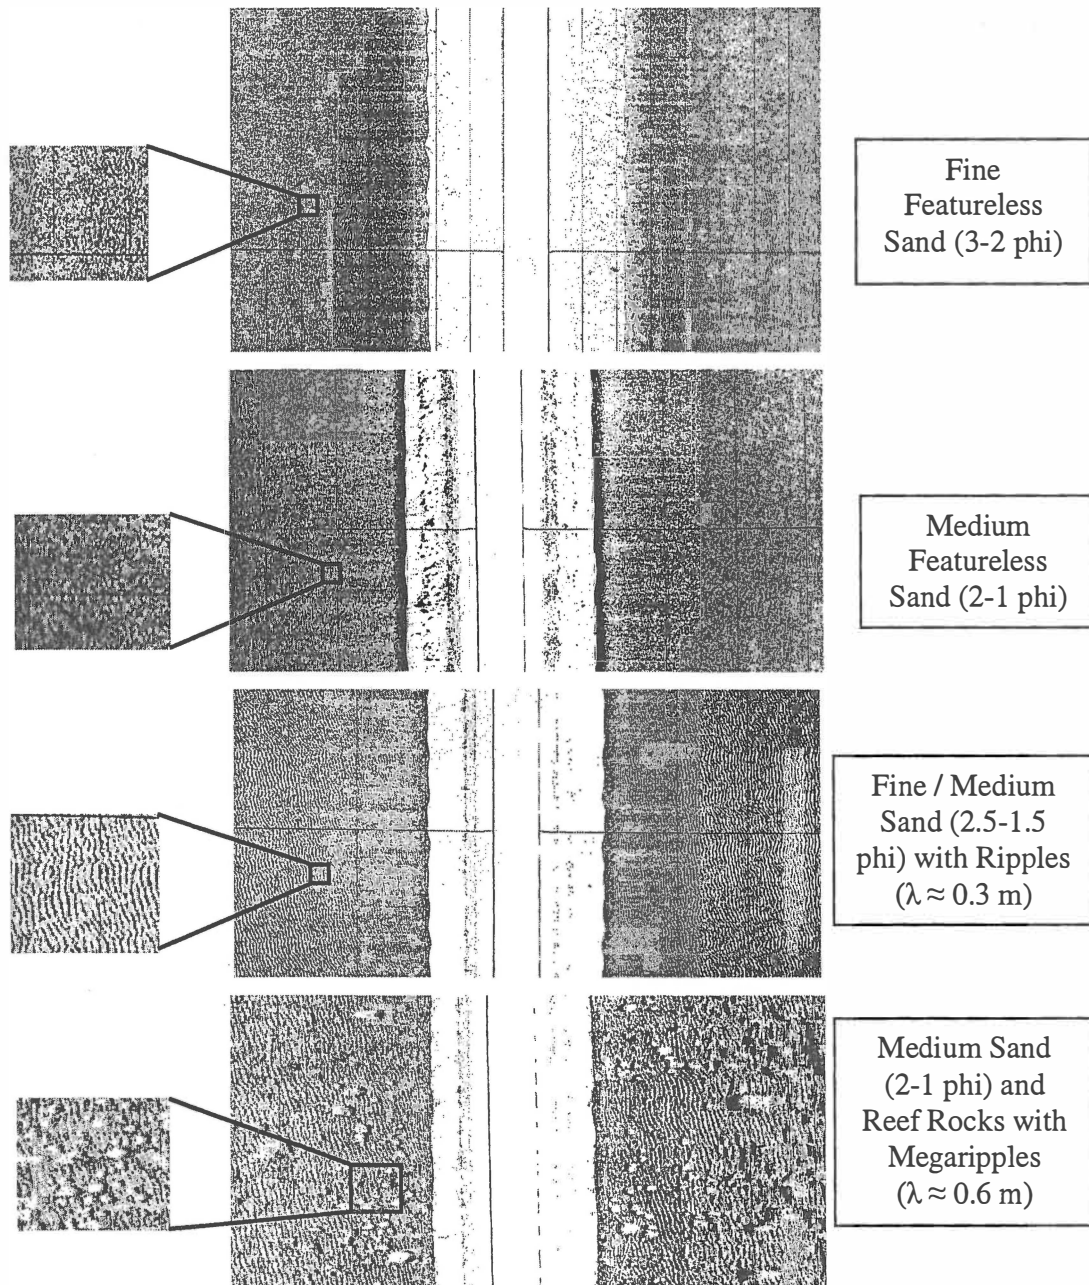 Fine
Featureless
Sand (3-2 phi)
Medium
Featureless
Sand (2-1 phi)
Fine / Medium
Sand (2.5-1.5
phi) with Ripples
(λ ≈ 0.3 m)
Medium Sand
(2-1 phi) and
Reef Rocks with
Megaripples
(λ ≈ 0.6 m)